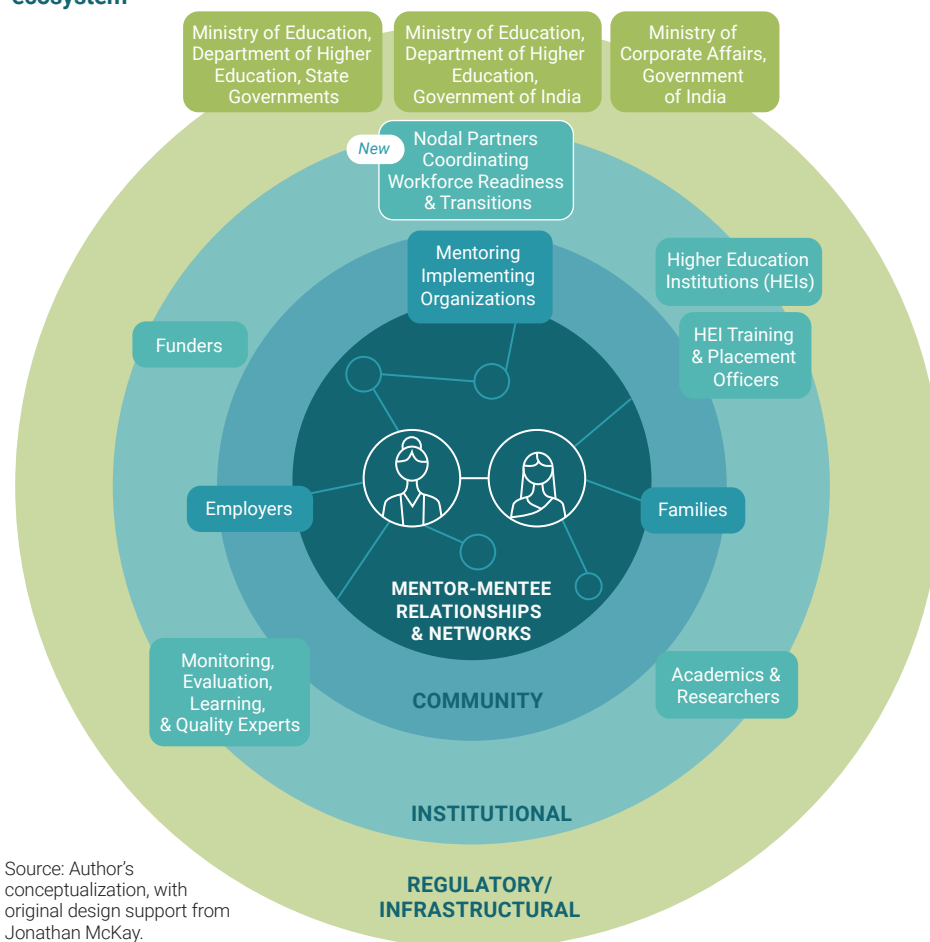 ecosystem
Ministry of Education,
Department of Higher
Education, State
Governments
Ministry of Education,
Department of Higher
Education,
Government of India
Ministry of
Corporate Affairs,
Government
of India
New
Nodal Partners
Coordinating
Workforce Readiness
& Transitions
Mentoring
Implementing
Organizations
Higher Education
Institutions (HEIs)
HEI Training
& Placement
Officers
Funders
Employers
Families
MENTOR-MENTEE
RELATIONSHIPS
& NETWORKS
Monitoring,
Evaluation,
Learning,
& Quality Experts
Academics &
Researchers
COMMUNITY
INSTITUTIONAL
REGULATORY/
INFRASTRUCTURAL
Source: Author's
conceptualization, with
original design support from
Jonathan McKay.